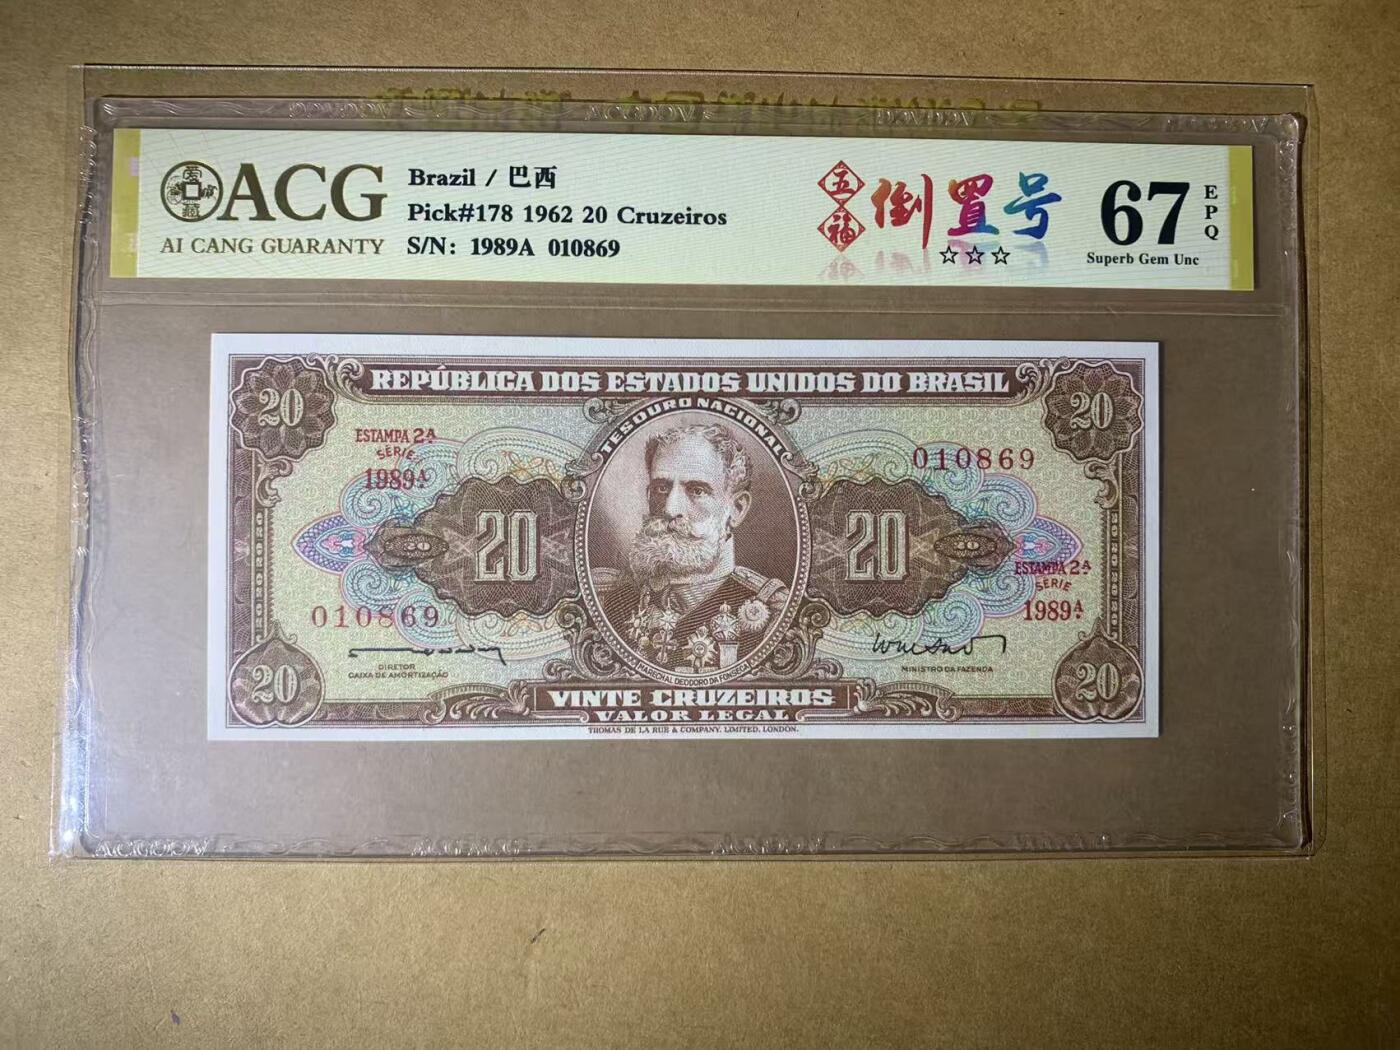 ACG
AI CANG GUARANTY
Brazil / 巴西
Pick#178 1962 20 Cruzeiros
S/N: 1989A 010869
五福
倒置号
☆☆☆
67
EPQ
Superb Gem Unc
REPÚBLICA DOS ESTADOS UNIDOS DO BRASIL
TESOURO NACIONAL
20
20
ESTAMPA 2ª
SÉRIE
1989ª
010869
20
20
20
20
ESTAMPA 2ª
SÉRIE
1989ª
010869
DIRETOR
CAIXA DE AMORTIZAÇÃO
MINISTRO DA FAZENDA
MARECHAL DEODORO DA FONSECA
20
20
VINTE CRUZEIROS
VALOR LEGAL
THOMAS DE LA RUE & COMPANY, LIMITED, LONDON.